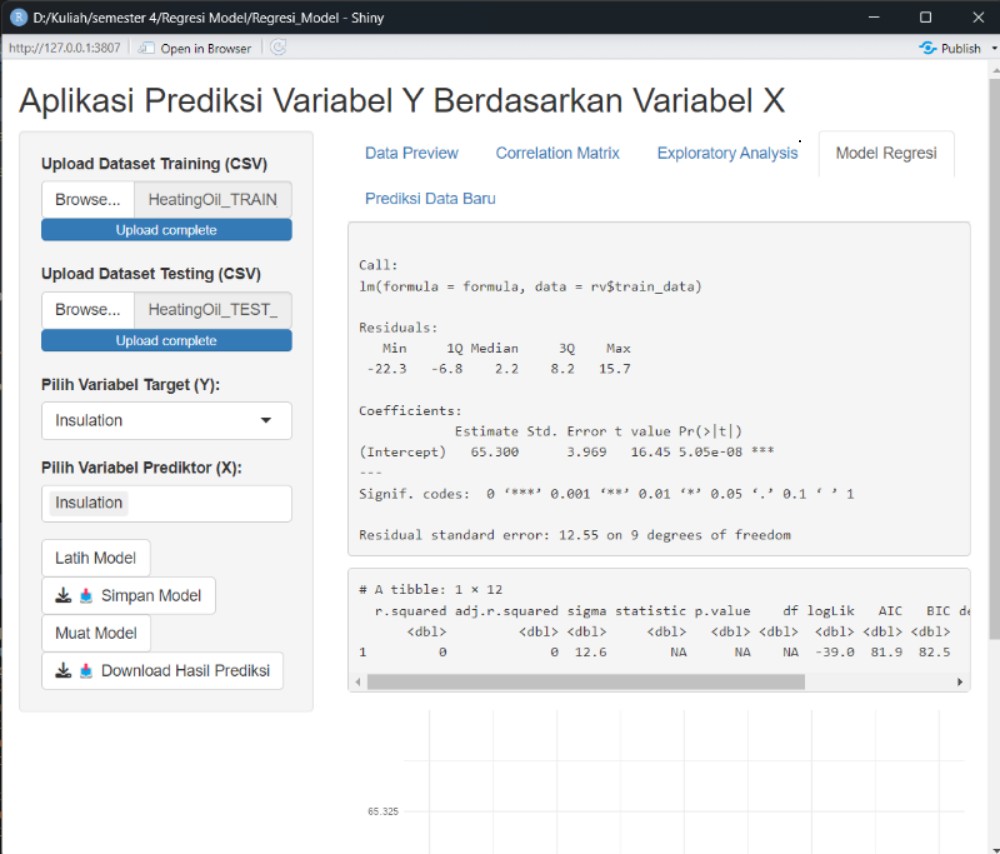 D:/Kuliah/semester 4/Regresi Model/Regresi_Model - Shiny
http://127.0.0.1:3807
Open in Browser
Publish
Aplikasi Prediksi Variabel Y Berdasarkan Variabel X
Upload Dataset Training (CSV)
Browse... HeatingOil_TRAIN
Upload complete
Upload Dataset Testing (CSV)
Browse... HeatingOil_TEST_
Upload complete
Pilih Variabel Target (Y):
Insulation
Pilih Variabel Prediktor (X):
Insulation
Latih Model
Simpan Model
Muat Model
Download Hasil Prediksi
Data Preview Correlation Matrix Exploratory Analysis Model Regresi
Prediksi Data Baru
Call:
lm(formula = formula, data = rv$train_data)
Residuals:
Min 1Q Median 3Q Max
-22.3 -6.8 2.2 8.2 15.7
Coefficients:
Estimate Std. Error t value Pr(>|t|)
(Intercept) 65.300 3.969 16.45 5.05e-08 ***
---
Signif. codes: 0 ‘***’ 0.001 ‘**’ 0.01 ‘*’ 0.05 ‘.’ 0.1 ‘ ’ 1
Residual standard error: 12.55 on 9 degrees of freedom
# A tibble: 1 × 12
r.squared adj.r.squared sigma statistic p.value df logLik AIC BIC de
<dbl> <dbl> <dbl> <dbl> <dbl> <dbl> <dbl> <dbl> <dbl>
1 0 0 12.6 NA NA NA -39.0 81.9 82.5
65.325